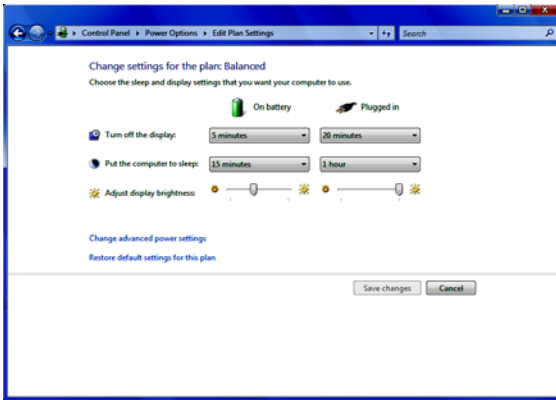 Control Panel Power Options Edit Plan Settings Search
Change settings for the plan: Balanced
Choose the sleep and display settings that you want your computer to use.
On battery Plugged in
Turn off the display: 5 minutes 20 minutes
Put the computer to sleep: 15 minutes 1 hour
Adjust display brightness:
Change advanced power settings
Restore default settings for this plan
Save changes Cancel